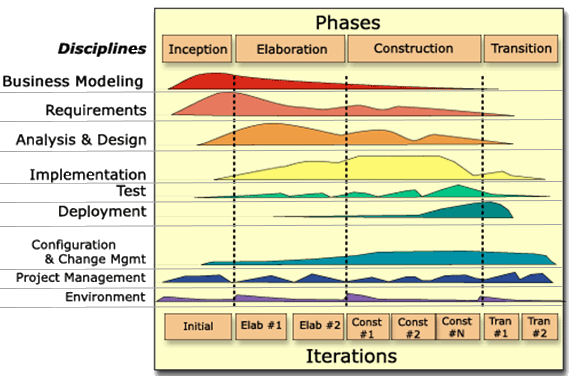 Phases
Disciplines
Inception
Elaboration
Construction
Transition
Business Modeling
Requirements
Analysis & Design
Implementation
Test
Deployment
Configuration
& Change Mgmt
Project Management
Environment
Initial
Elab #1
Elab #2
Const
#1
Const
#2
Const
#N
Tran
#1
Tran
#2
Iterations